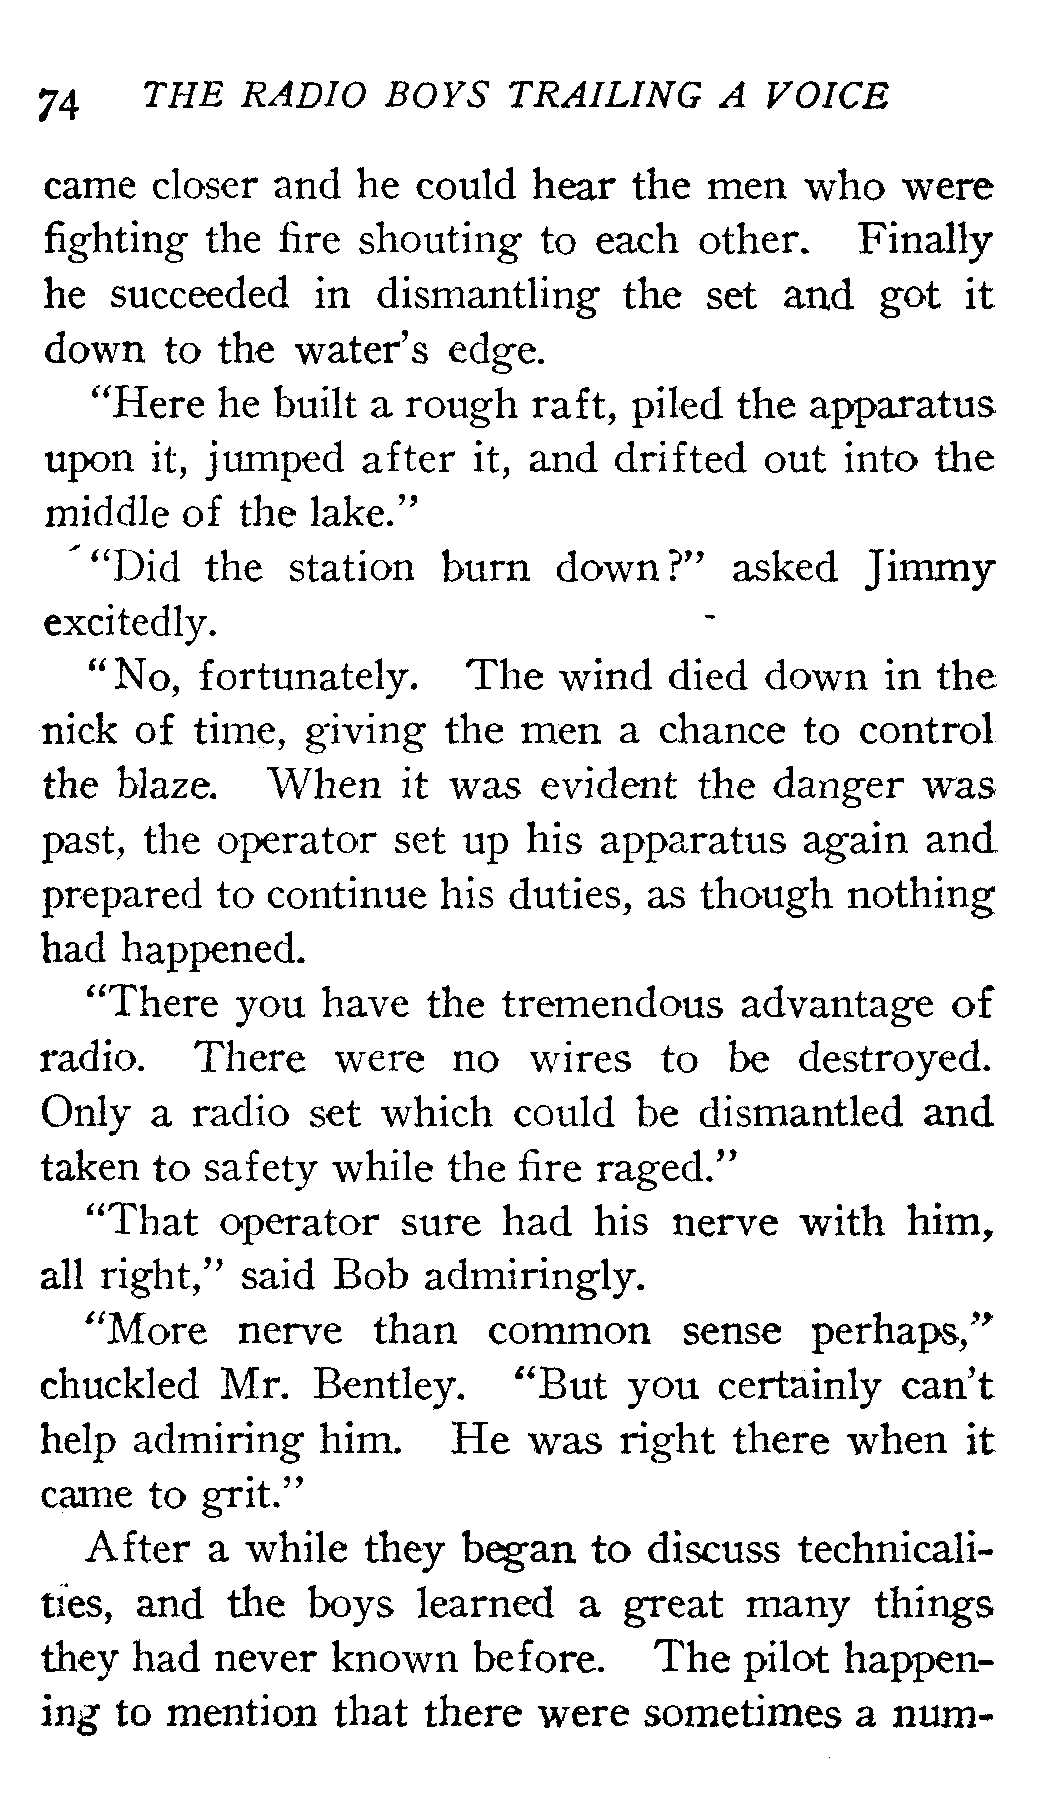 74 THE RADIO BOYS TRAILING A VOICE
came closer and he could hear the men who were
fighting the fire shouting to each other. Finally
he succeeded in dismantling the set and got it
down to the water's edge.
"Here he built a rough raft, piled the apparatus
upon it, jumped after it, and drifted out into the
middle of the lake."
"Did the station burn down?" asked Jimmy
excitedly.
"No, fortunately. The wind died down in the
nick of time, giving the men a chance to control
the blaze. When it was evident the danger was
past, the operator set up his apparatus again and
prepared to continue his duties, as though nothing
had happened.
"There you have the tremendous advantage of
radio. There were no wires to be destroyed.
Only a radio set which could be dismantled and
taken to safety while the fire raged."
"That operator sure had his nerve with him,
all right," said Bob admiringly.
"More nerve than common sense perhaps,"
chuckled Mr. Bentley. "But you certainly can't
help admiring him. He was right there when it
came to grit."
After a while they began to discuss technicali-
ties, and the boys learned a great many things
they had never known before. The pilot happen-
ing to mention that there were sometimes a num-